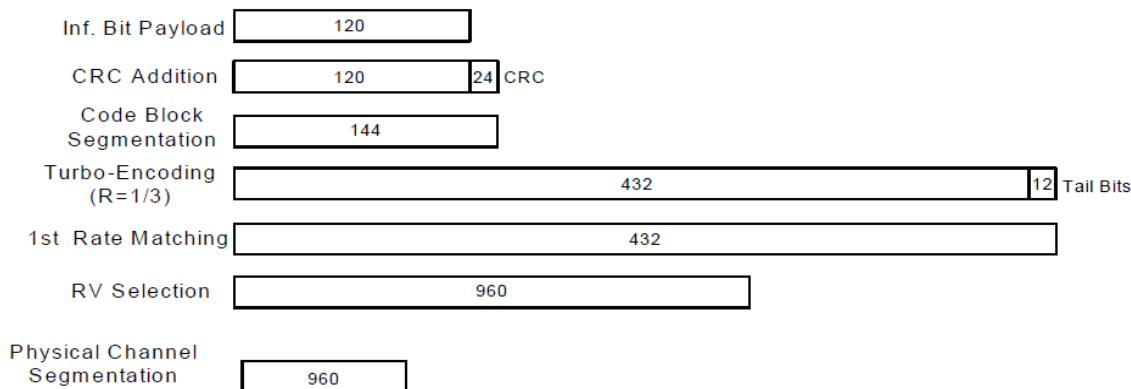 Inf. Bit Payload 120
CRC Addition 120 24 CRC
Code Block
Segmentation 144
Turbo-Encoding
(R=1/3) 432 12 Tail Bits
1st Rate Matching 432
RV Selection 960
Physical Channel
Segmentation 960